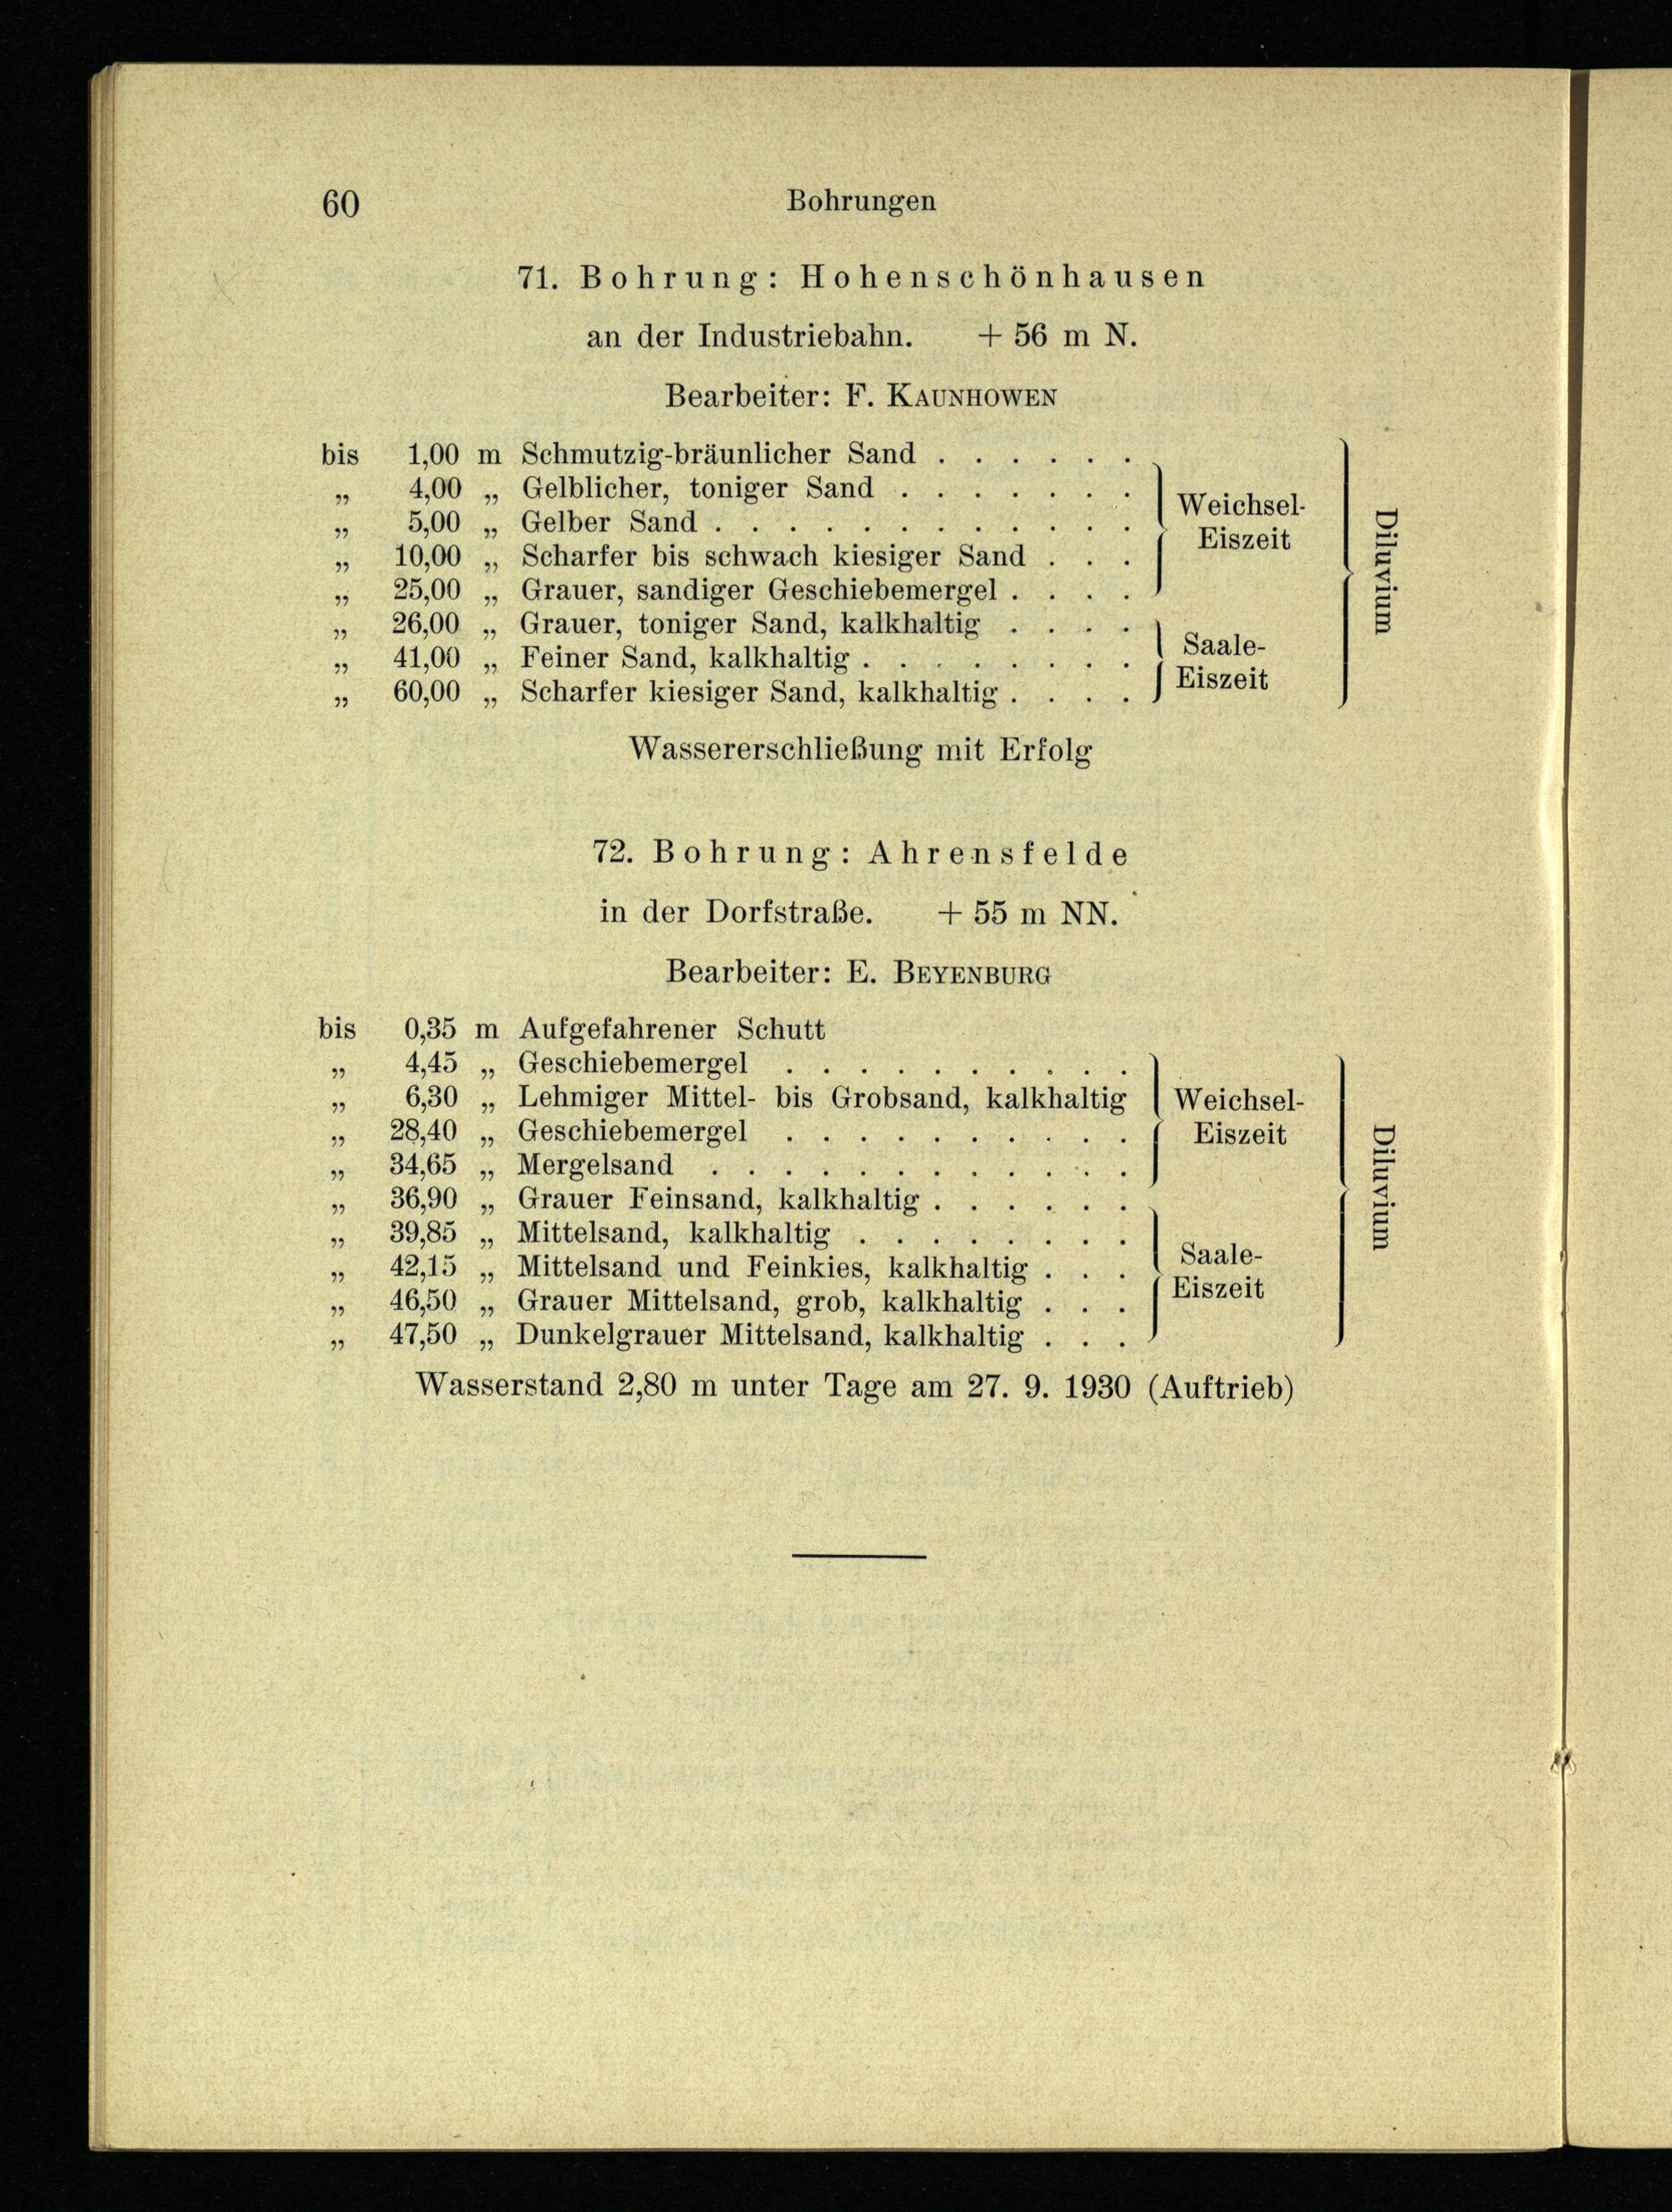 60 Bohrungen
71. Bohrung: Hohenschönhausen
an der Industriebahn. + 56 m N.
Bearbeiter: F. KAUNHOWEN
bis 1,00 m Schmutzig-bräunlicher Sand . . . . . .
„ 4,00 „ Gelblicher, toniger Sand . . . . . . .
„ 5,00 „ Gelber Sand . . . . . . . . . . . .
„ 10,00 „ Scharfer bis schwach kiesiger Sand . . .
„ 25,00 „ Grauer, sandiger Geschiebemergel . . . .
Weichsel-
Eiszeit
„ 26,00 „ Grauer, toniger Sand, kalkhaltig . . . .
„ 41,00 „ Feiner Sand, kalkhaltig . . . . . . . .
„ 60,00 „ Scharfer kiesiger Sand, kalkhaltig . . . .
Saale-
Eiszeit
Diluvium
Wassererschließung mit Erfolg
72. Bohrung: Ahrensfelde
in der Dorfstraße. + 55 m NN.
Bearbeiter: E. BEYENBURG
bis 0,35 m Aufgefahrener Schutt
„ 4,45 „ Geschiebemergel . . . . . . . . . .
„ 6,30 „ Lehmiger Mittel- bis Grobsand, kalkhaltig
„ 28,40 „ Geschiebemergel . . . . . . . . . .
„ 34,65 „ Mergelsand . . . . . . . . . . . .
Weichsel-
Eiszeit
„ 36,90 „ Grauer Feinsand, kalkhaltig . . . . . .
„ 39,85 „ Mittelsand, kalkhaltig . . . . . . . .
„ 42,15 „ Mittelsand und Feinkies, kalkhaltig . . .
„ 46,50 „ Grauer Mittelsand, grob, kalkhaltig . . .
„ 47,50 „ Dunkelgrauer Mittelsand, kalkhaltig . . .
Saale-
Eiszeit
Diluvium
Wasserstand 2,80 m unter Tage am 27. 9. 1930 (Auftrieb)